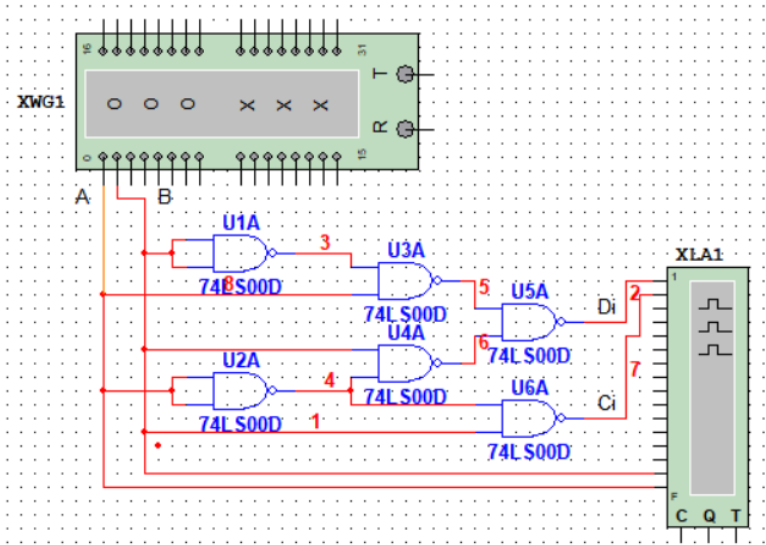 16
31
XWG1
O O O X X X
T
R
0
15
A
B
U1A
3
74LS00D
8
U3A
74LS00D
5
U5A
74LS00D
Di
XLA1
1
2
U4A
74LS00D
6
U2A
74LS00D
4
1
U6A
74LS00D
Ci
7
F
C Q T